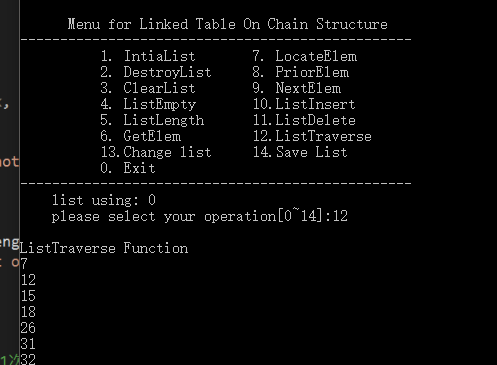 Menu for Linked Table On Chain Structure
-------------------------------------------------
1. IntiaList 7. LocateElem
2. DestroyList 8. PriorElem
3. ClearList 9. NextElem
4. ListEmpty 10.ListInsert
5. ListLength 11.ListDelete
6. GetElem 12.ListTraverse
13.Change list 14.Save List
0. Exit
-------------------------------------------------
list using: 0
please select your operation[0~14]:12
ListTraverse Function
7
12
15
18
26
31
32